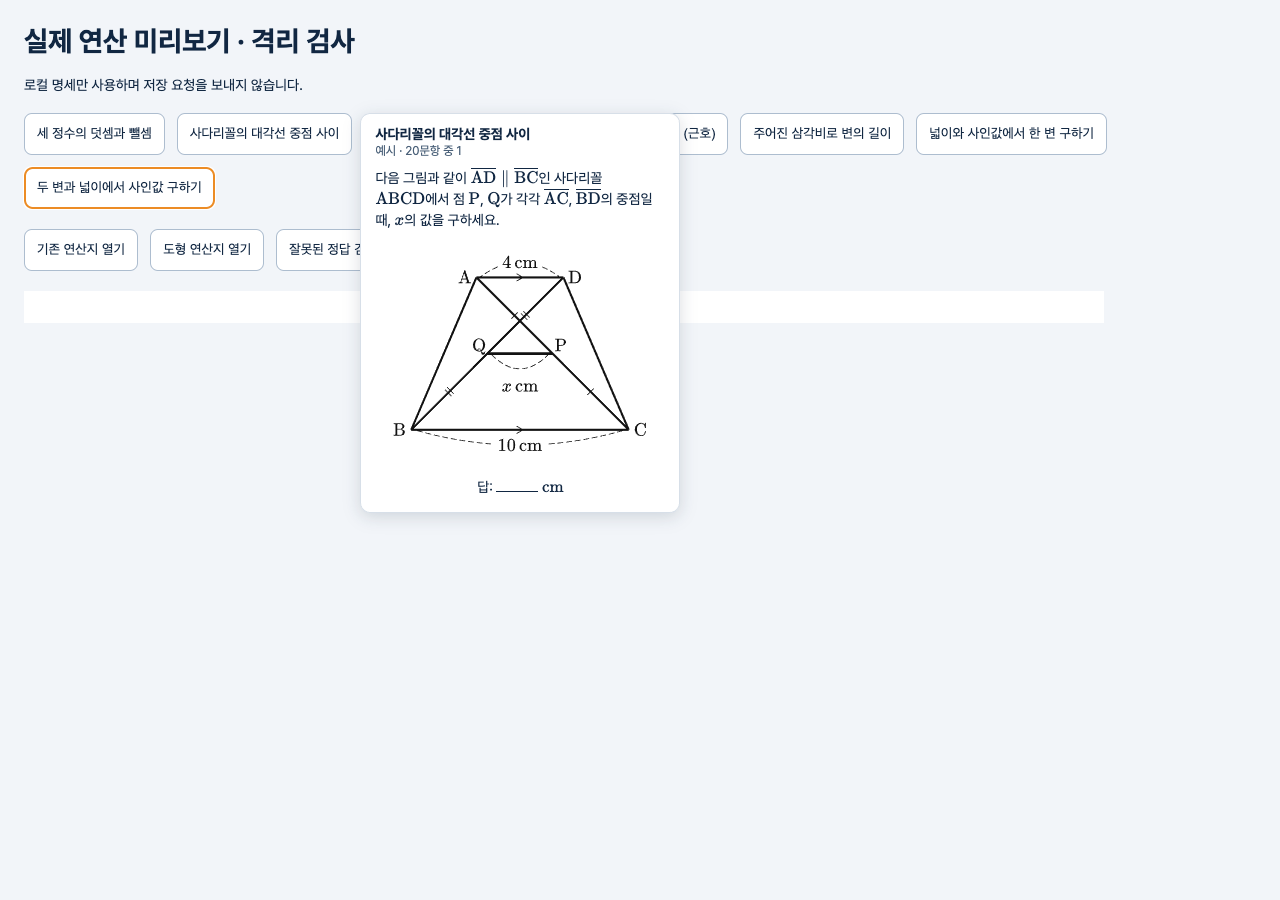 실제 연산 미리보기 · 격리 검사
로컬 명세만 사용하며 저장 요청을 보내지 않습니다.
세 정수의 덧셈과 뺄셈
사다리꼴의 대각선 중점 사이
(근호)
주어진 삼각비로 변의 길이
넓이와 사인값에서 한 변 구하기
두 변과 넓이에서 사인값 구하기
기존 연산지 열기
도형 연산지 열기
잘못된 정답
사다리꼴의 대각선 중점 사이
예시 · 20문항 중 1
다음 그림과 같이 AD ∥ BC인 사다리꼴
ABCD에서 점 P, Q가 각각 AC, BD의 중점일
때, x의 값을 구하세요.
4 cm
A
D
Q
P
x cm
B
C
10 cm
답: ______ cm